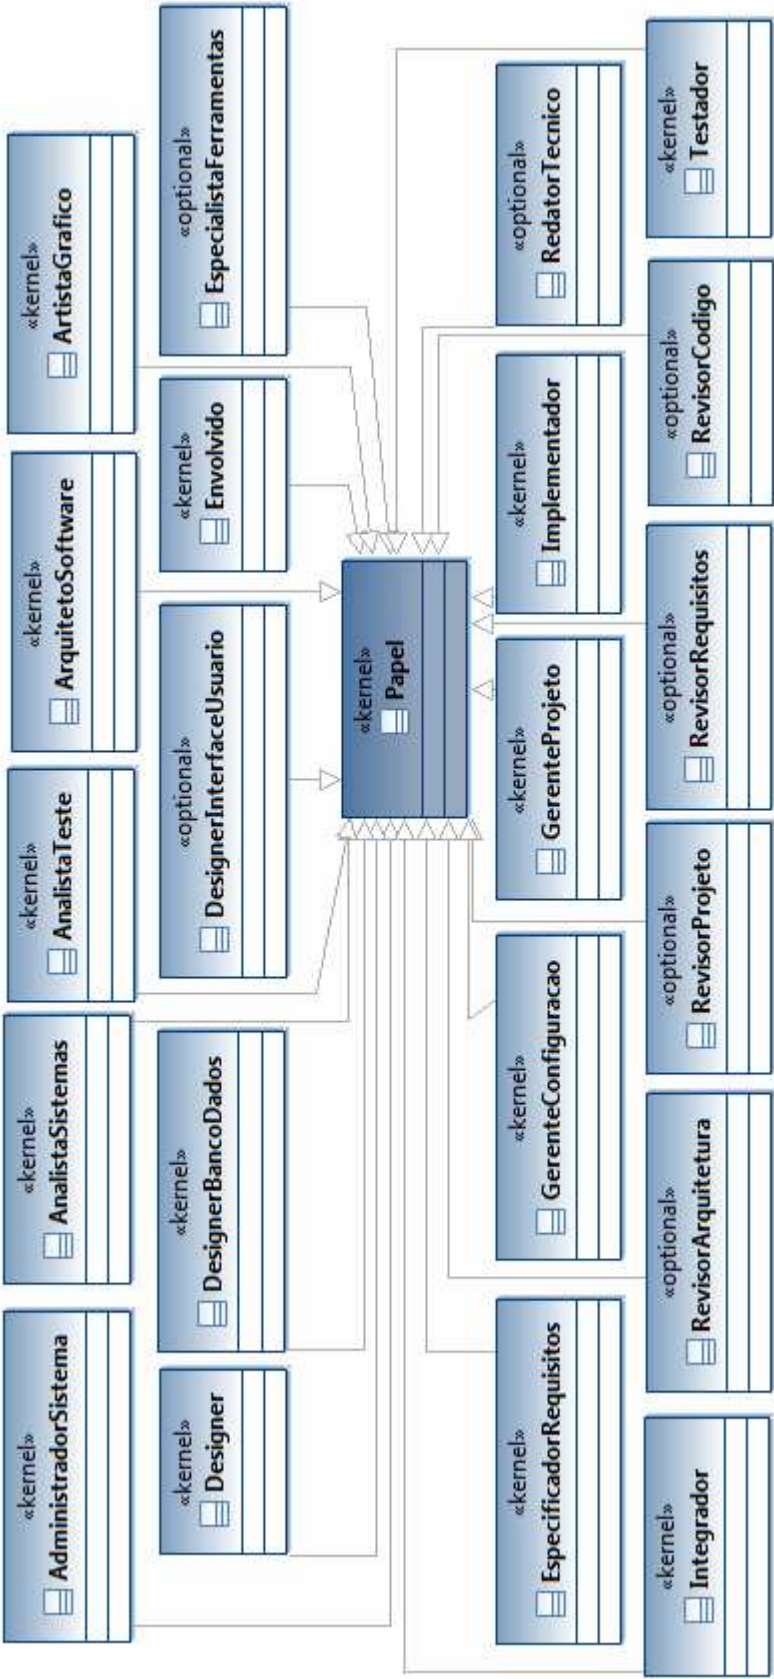 «kernel»
AdministradorSistema
«kernel»
AnalistaSistemas
«kernel»
AnalistaTeste
«kernel»
ArquitetoSoftware
«kernel»
ArtistaGrafico
«kernel»
Designer
«kernel»
DesignerBancoDados
«optional»
DesignerInterfaceUsuario
«kernel»
Envolvido
«optional»
EspecialistaFerramentas
«kernel»
Papel
«kernel»
EspecificadorRequisitos
«kernel»
GerenteConfiguracao
«kernel»
GerenteProjeto
«kernel»
Implementador
«optional»
RedatorTecnico
«kernel»
Integrador
«optional»
RevisorArquitetura
«optional»
RevisorProjeto
«optional»
RevisorRequisitos
«optional»
RevisorCodigo
«kernel»
Testador